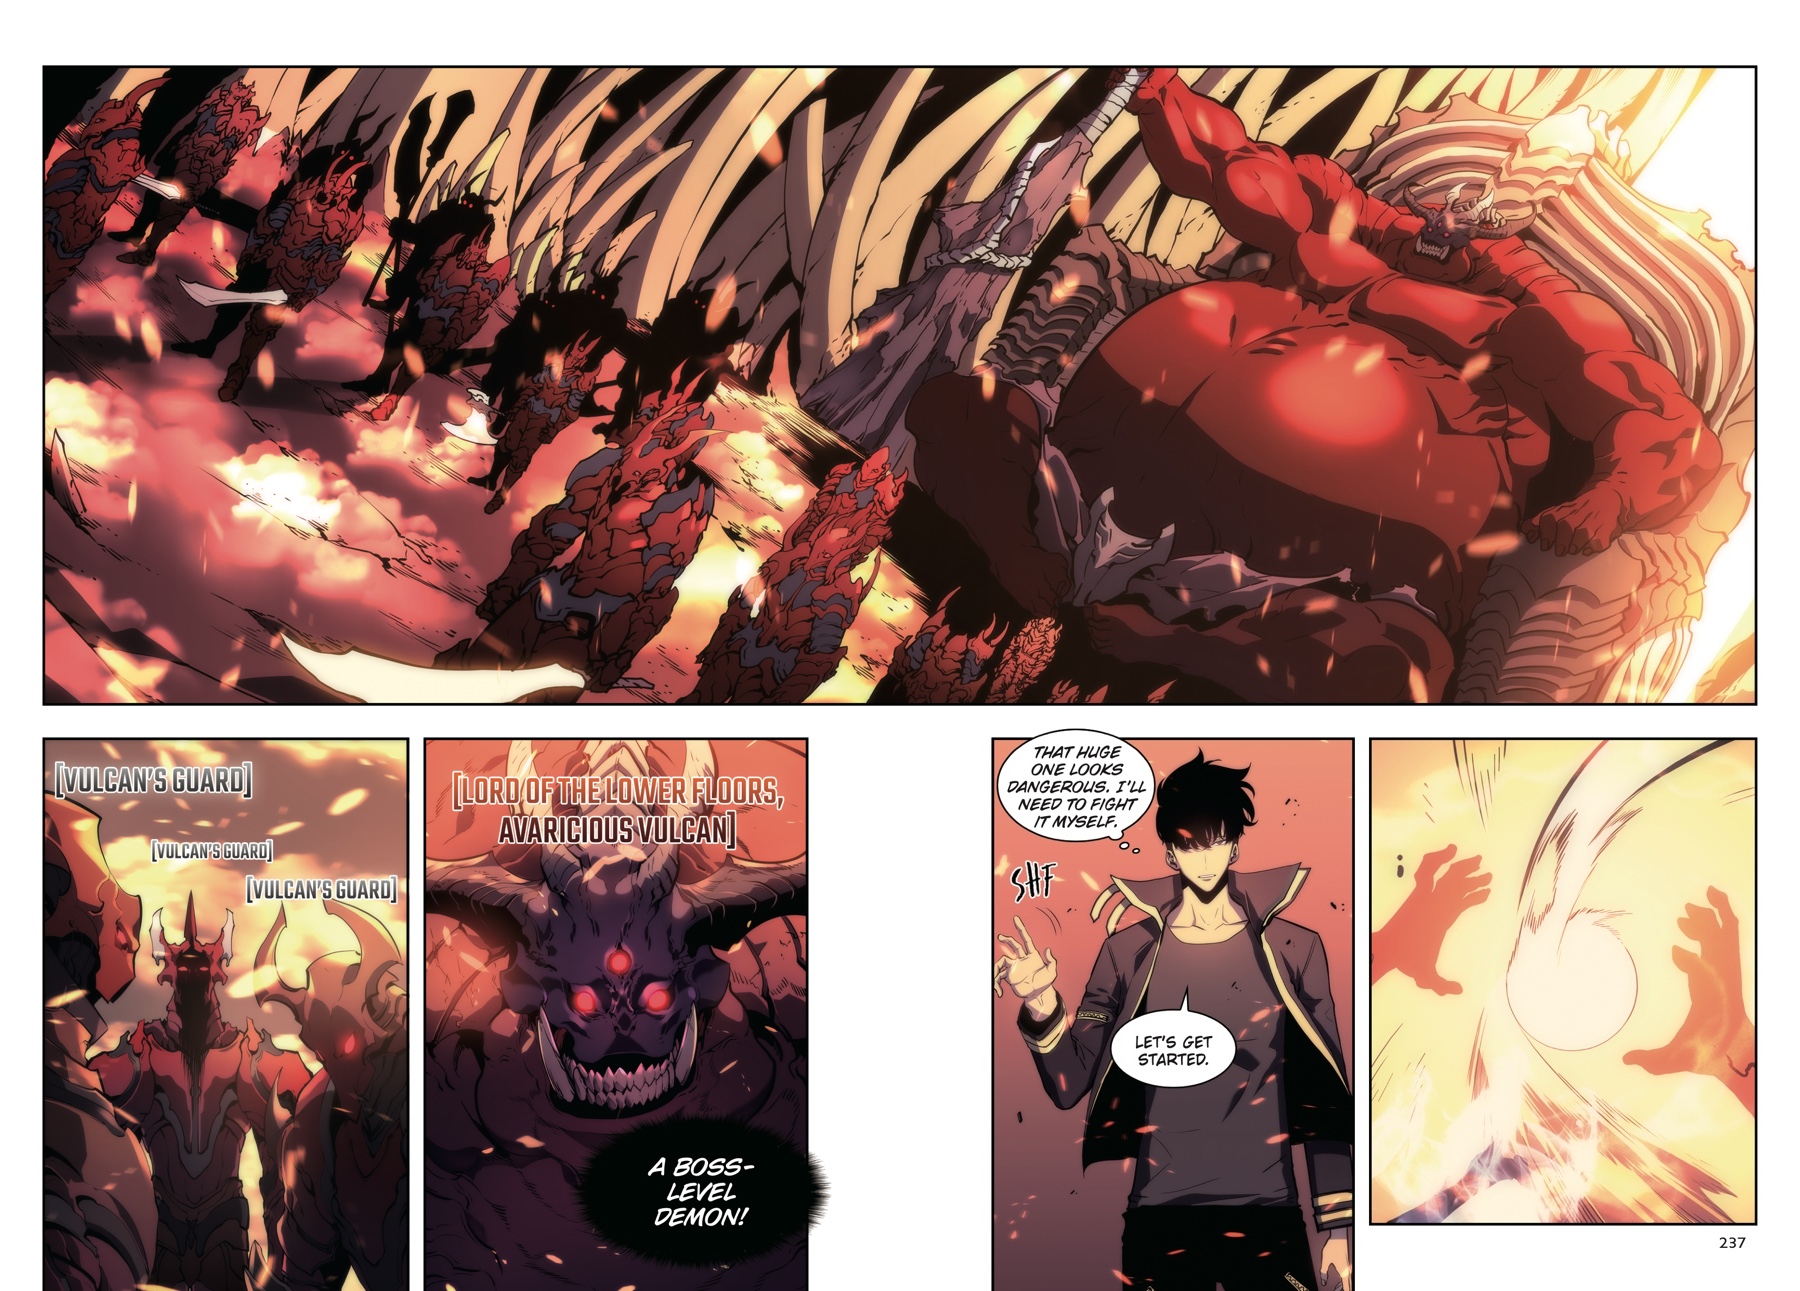 [VULCAN'S GUARD]
[VULCAN'S GUARD]
[VULCAN'S GUARD]
[LORD OF THE LOWER FLOORS,
AVARICIOUS VULCAN]
A BOSS-
LEVEL
DEMON!
THAT HUGE
ONE LOOKS
DANGEROUS. I'LL
NEED TO FIGHT
IT MYSELF.
SHF
LET'S GET
STARTED.
237